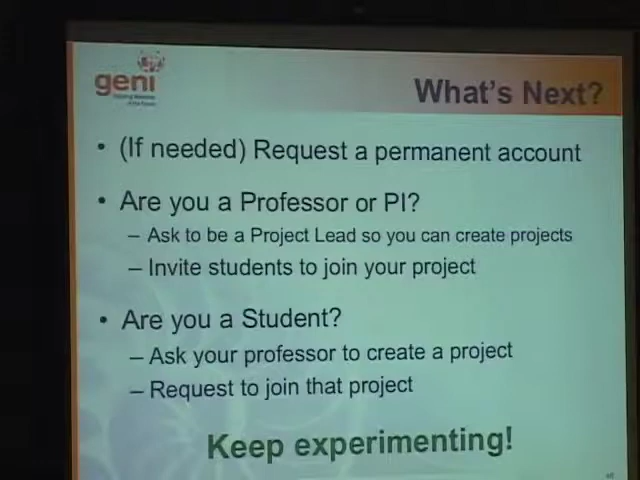 geni
What's Next?
• (If needed) Request a permanent account
• Are you a Professor or PI?
– Ask to be a Project Lead so you can create projects
– Invite students to join your project
• Are you a Student?
– Ask your professor to create a project
– Request to join that project
Keep experimenting!